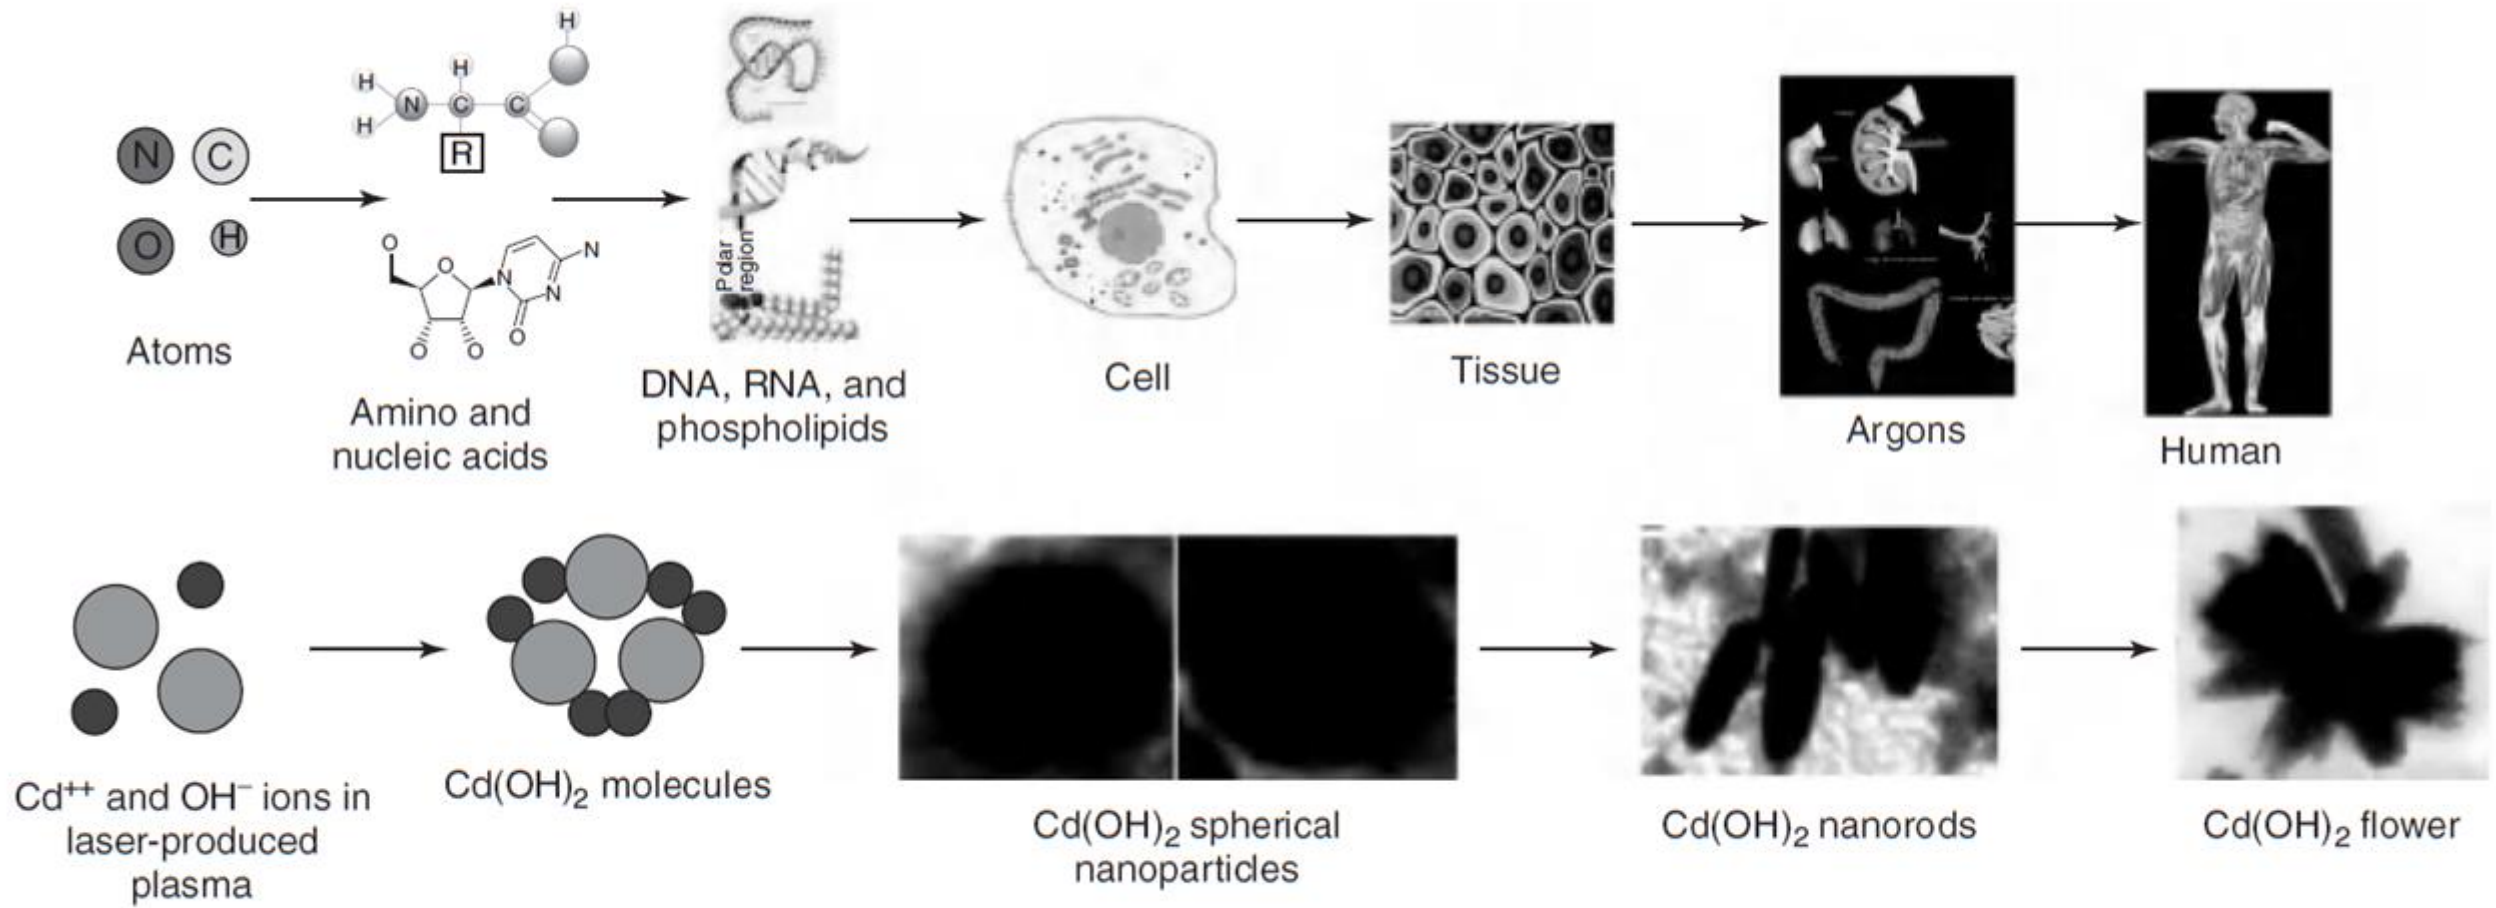 N C
O H
Atoms
H
H H
N C C
H
R
O
O N
N
N
O
O O
Amino and
nucleic acids
Polar
region
DNA, RNA, and
phospholipids
Cell
Tissue
Argons
Human
Cd⁺⁺ and OH⁻ ions in
laser-produced
plasma
Cd(OH)₂ molecules
Cd(OH)₂ spherical
nanoparticles
Cd(OH)₂ nanorods
Cd(OH)₂ flower